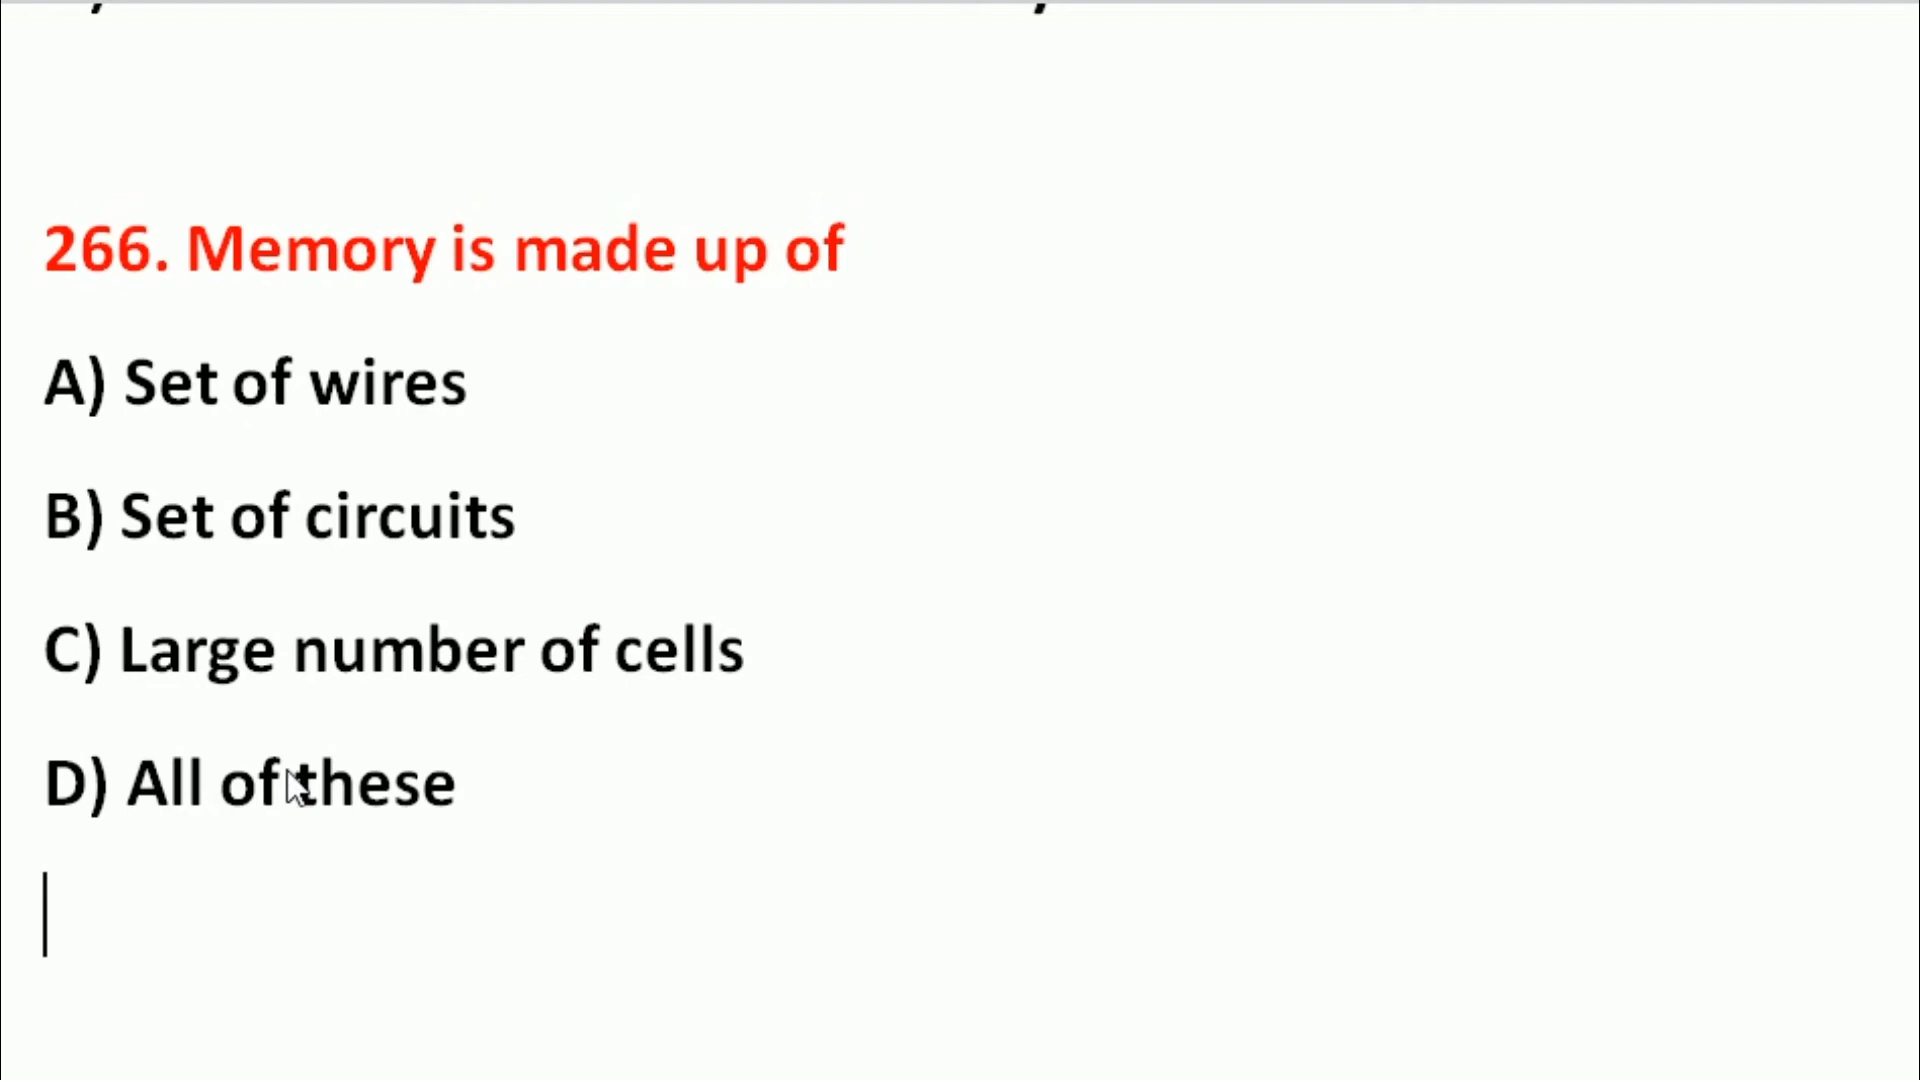 266. Memory is made up of
A) Set of wires
B) Set of circuits
C) Large number of cells
D) All of these